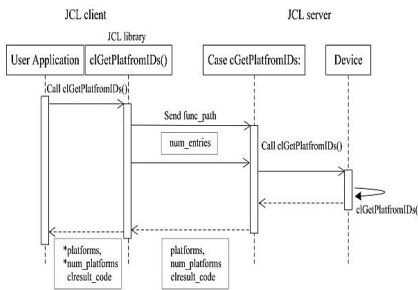 JCL client
JCL server
JCL library
User Application
clGetPlatfromIDs()
Case cGetPlatfromIDs:
Device
Call clGetPlatfromIDs()
Send func_path
num_entries
Call clGetPlatfromIDs()
clGetPlatfromIDs(
*platforms,
*num_platforms
clresult_code
platforms,
num_platforms
clresult_code